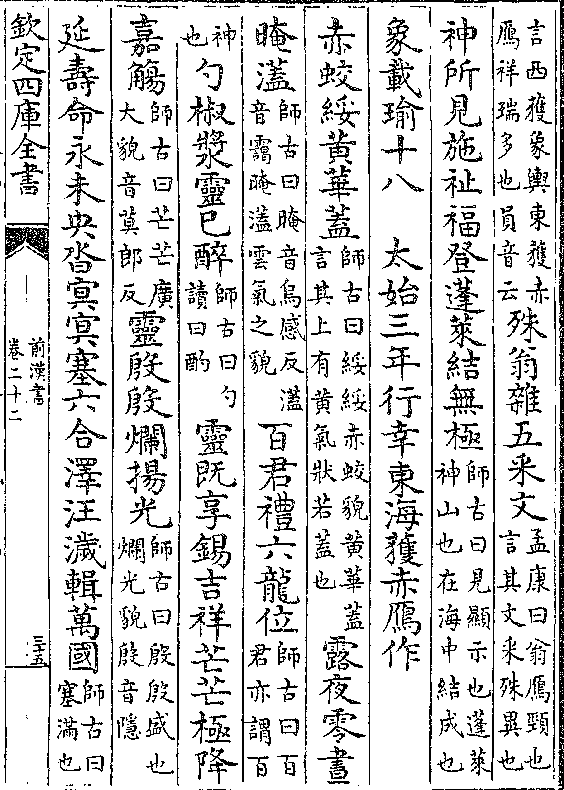 言西獲象輿東獲赤鴈祥瑞多也員音云殊翁雜五采文孟康曰翁鴈頸也言其文采殊異也
神所見施祉福登蓬萊結無極師古曰見顯示也蓬萊神山也在海中結成也
象載瑜十八　太始三年行幸東海獲赤鴈作
赤蛟綏黃華蓋師古曰綏綏赤蛟貌黃華蓋言其上有黃氣狀若蓋也露夜零晝
晻濭師古曰晻音烏感反濭音靄晻濭雲氣之貌百君禮六龍位師古曰百君亦謂百
神也勺椒漿靈已醉師古曰勺讀曰酌靈既享錫吉祥芒芒極降
嘉觴師古曰芒芒廣大貌音莫郎反靈殷殷爛揚光師古曰殷殷盛也爛光貌殷音隱
延壽命永未央杳冥冥塞六合澤汪濊輯萬國師古曰塞滿也
欽定四庫全書
前漢書
卷二十二
三十五